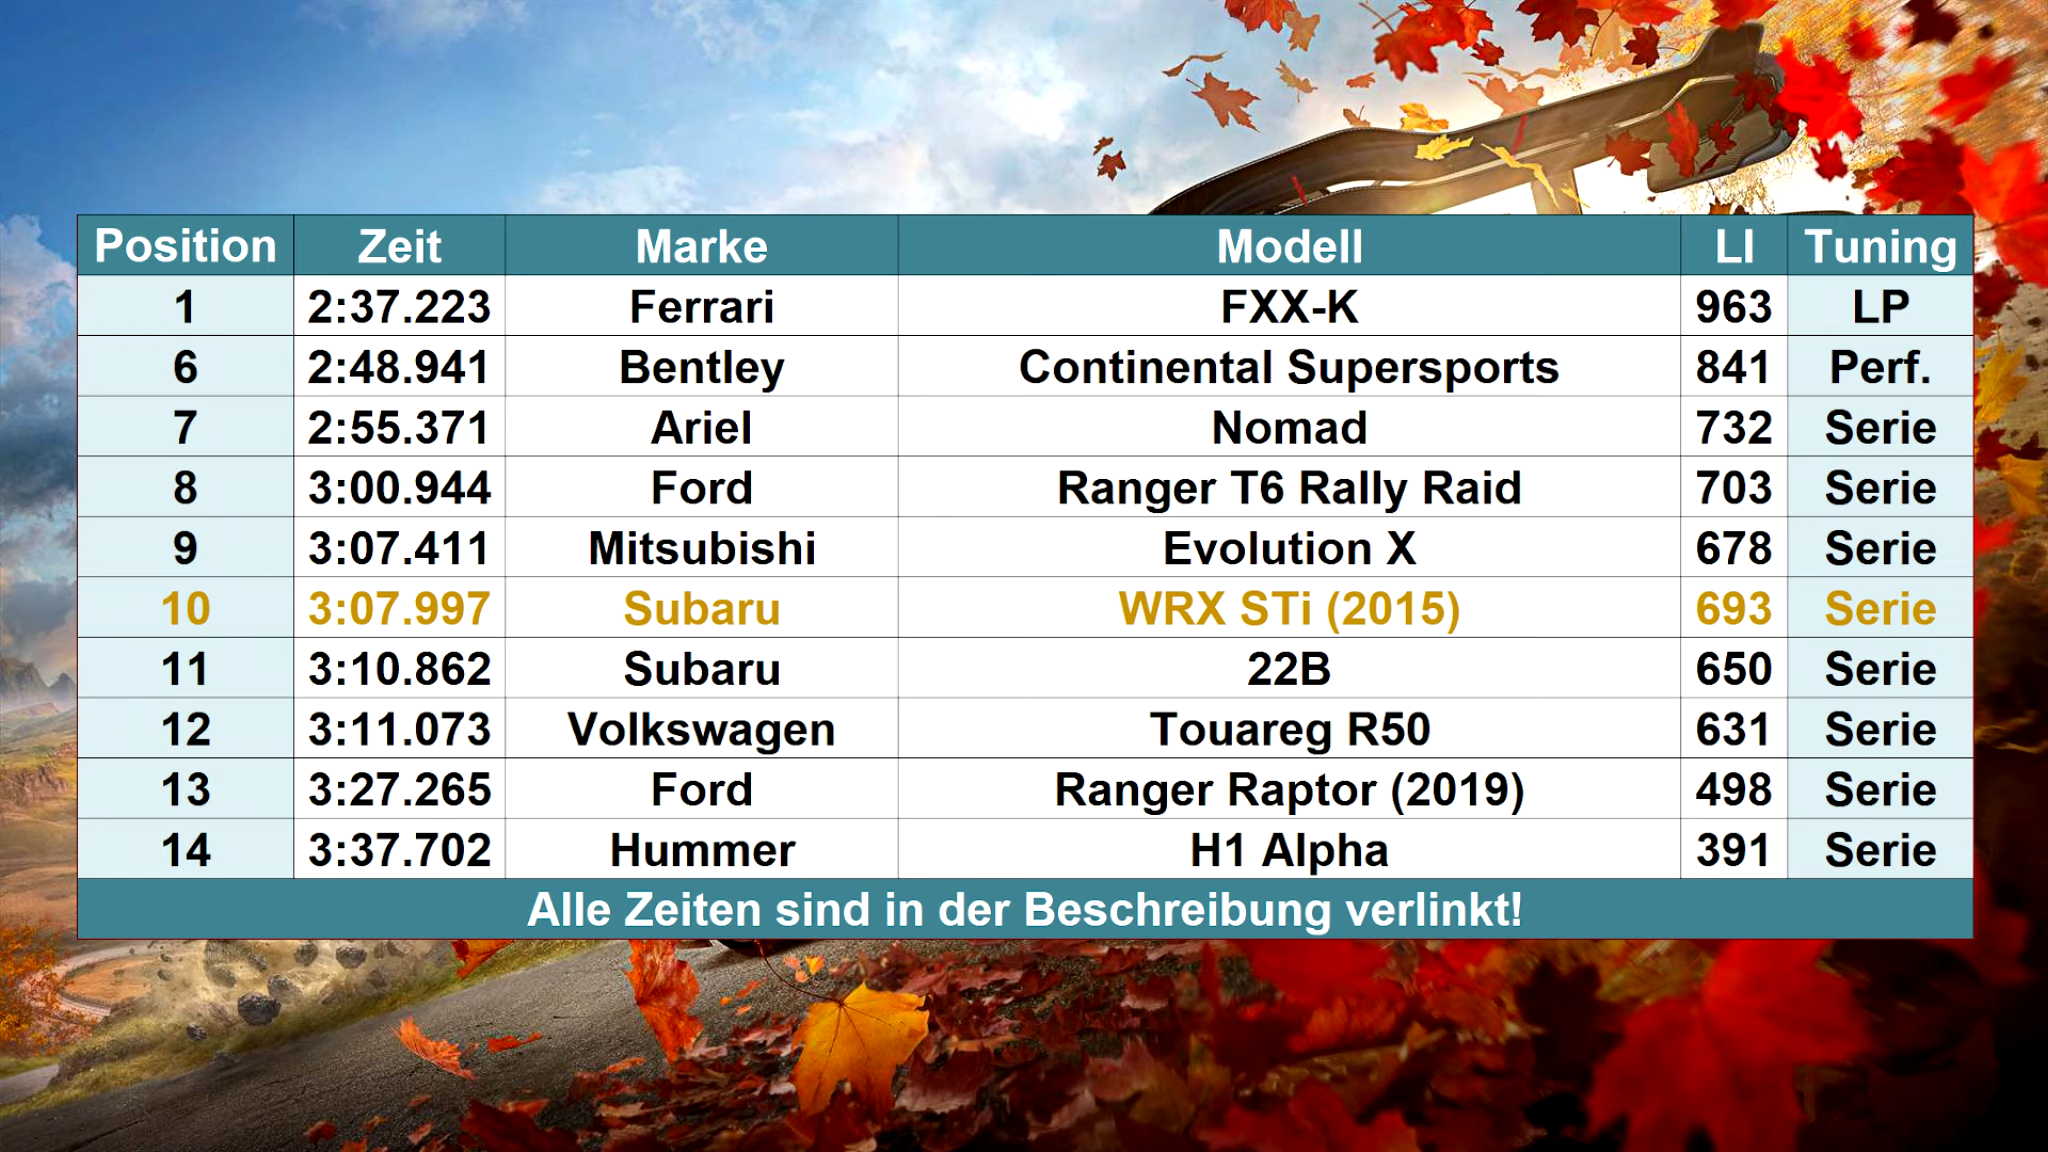 Position Zeit Marke Modell LI Tuning
1 2:37.223 Ferrari FXX-K 963 LP
6 2:48.941 Bentley Continental Supersports 841 Perf.
7 2:55.371 Ariel Nomad 732 Serie
8 3:00.944 Ford Ranger T6 Rally Raid 703 Serie
9 3:07.411 Mitsubishi Evolution X 678 Serie
10 3:07.997 Subaru WRX STi (2015) 693 Serie
11 3:10.862 Subaru 22B 650 Serie
12 3:11.073 Volkswagen Touareg R50 631 Serie
13 3:27.265 Ford Ranger Raptor (2019) 498 Serie
14 3:37.702 Hummer H1 Alpha 391 Serie
Alle Zeiten sind in der Beschreibung verlinkt!